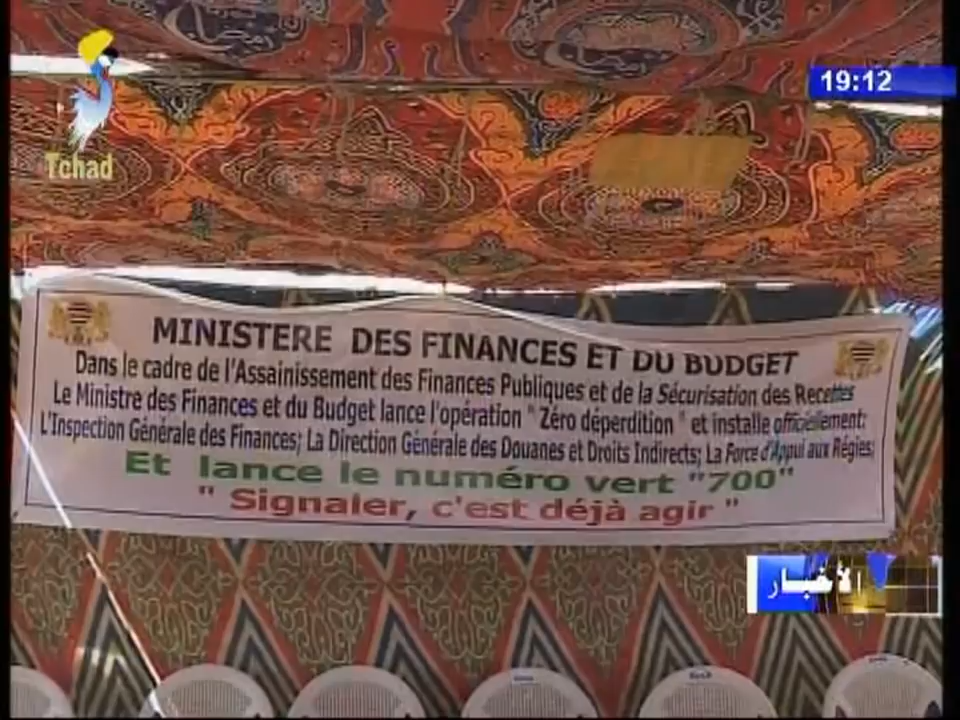 19:12
Tchad
MINISTERE DES FINANCES ET DU BUDGET
Dans le cadre de l'Assainissement des Finances Publiques et de la Sécurisation des Recettes
Le Ministre des Finances et du Budget lance l'opération " Zéro déperdition " et installe officiellement:
L'Inspection Générale des Finances; La Direction Générale des Douanes et Droits Indirects; La Force d'Appui aux Régies;
Et lance le numéro vert "700"
" Signaler, c'est déjà agir "
الأخبار